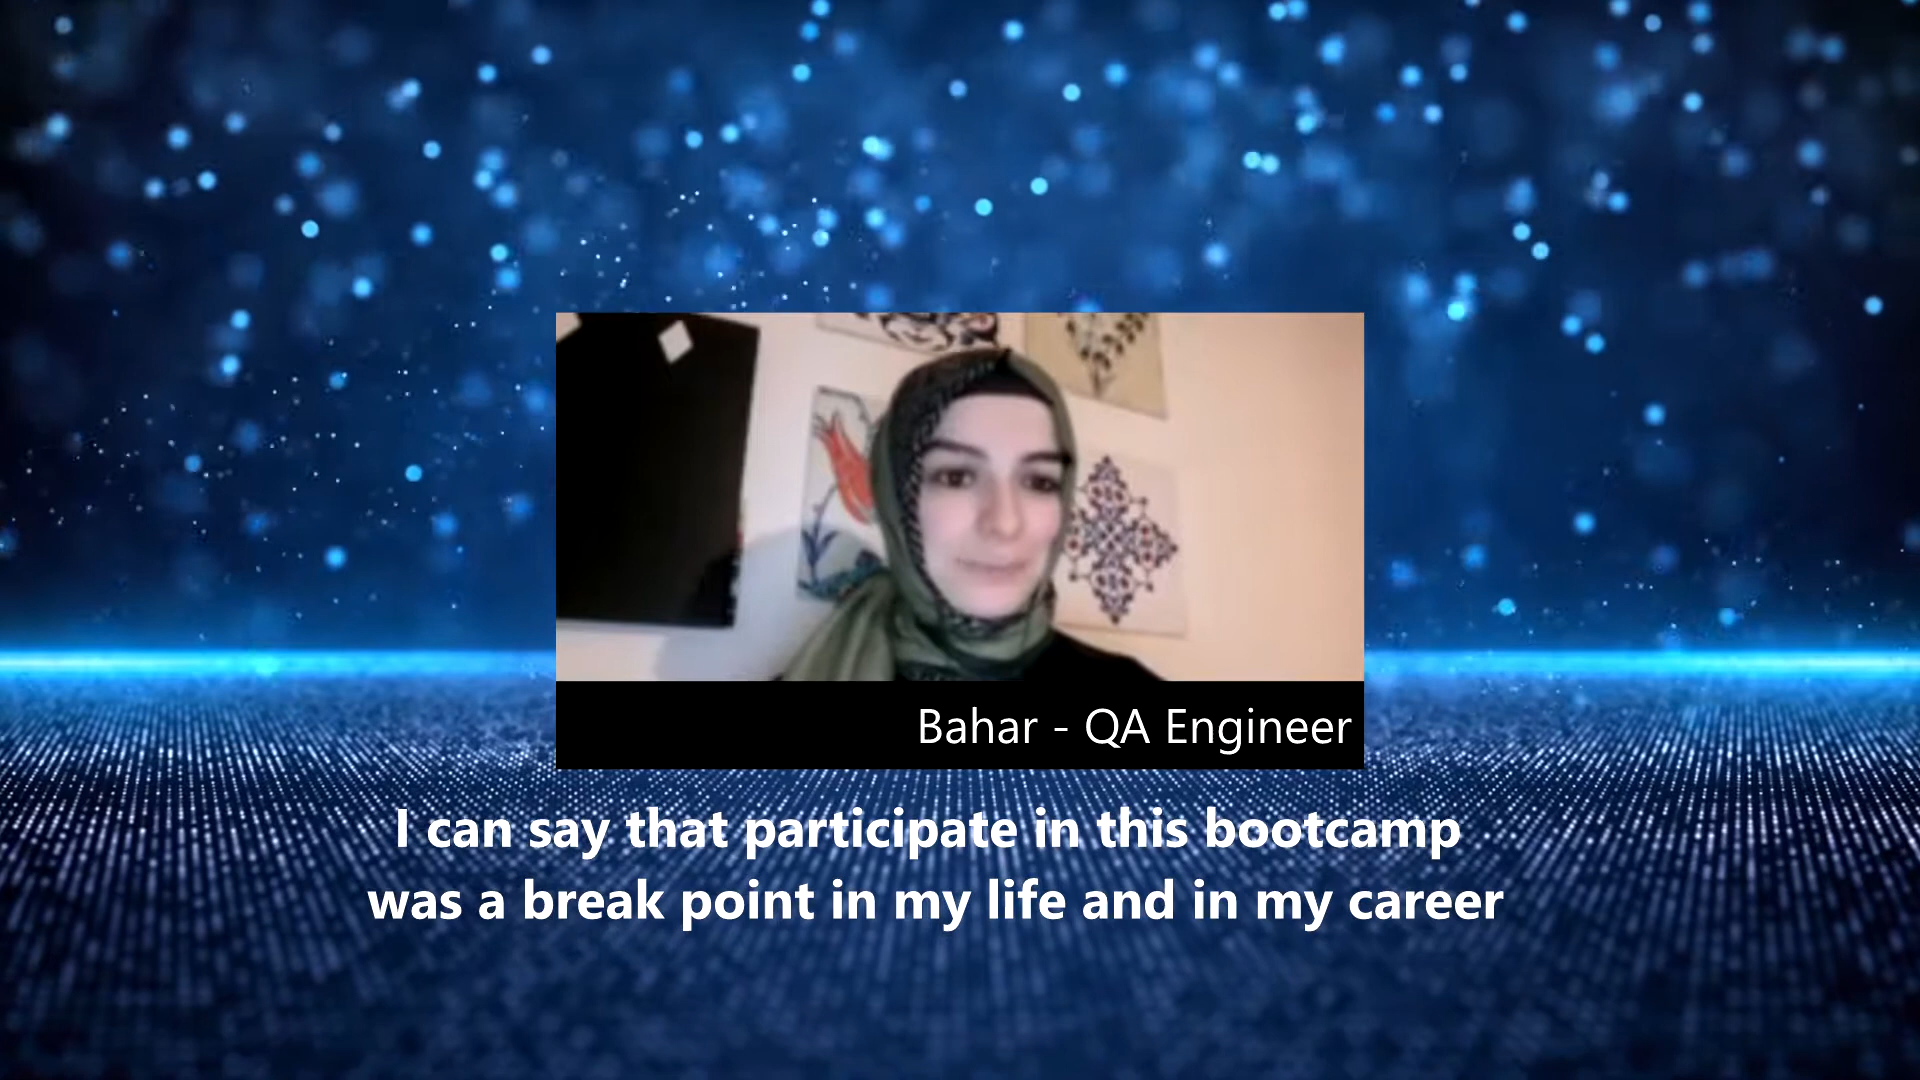 Bahar - QA Engineer
I can say that participate in this bootcamp
was a break point in my life and in my career